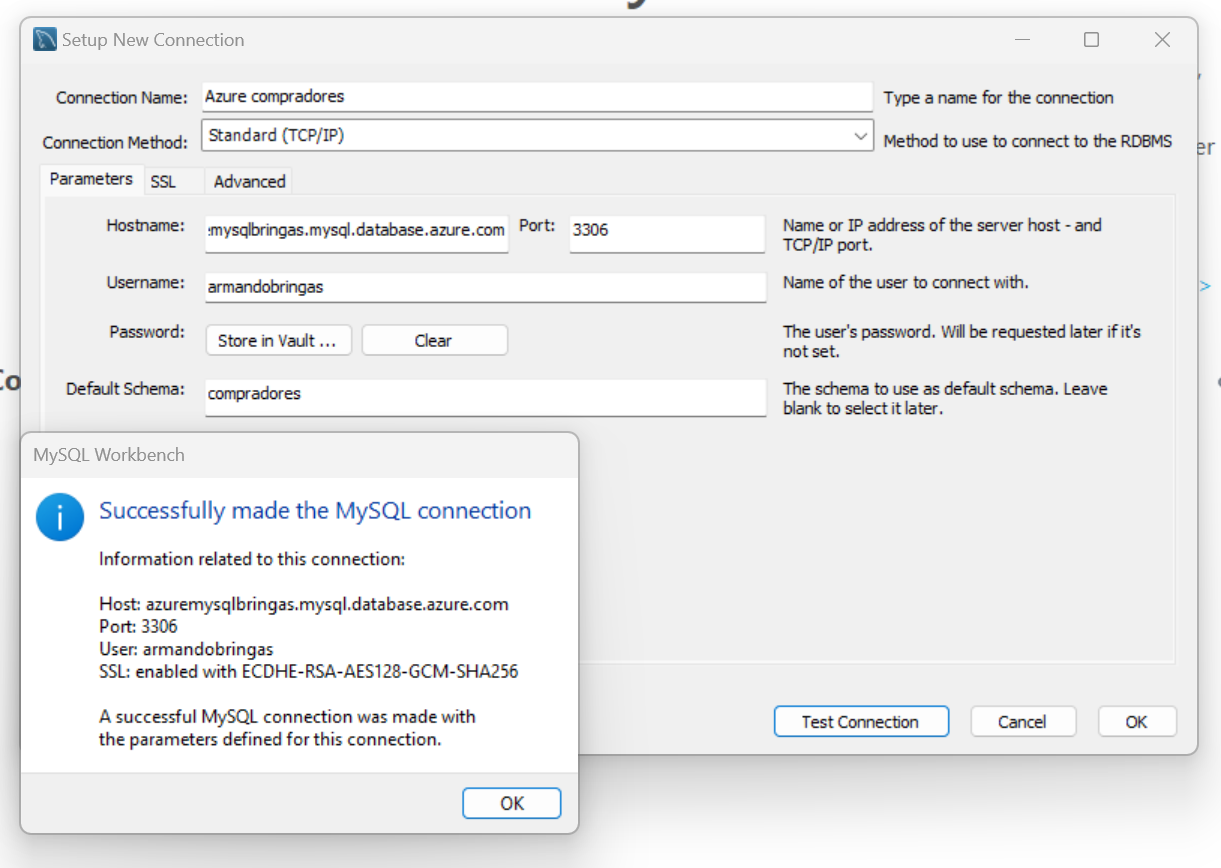 Setup New Connection
Connection Name: Azure compradores Type a name for the connection
Connection Method: Standard (TCP/IP) Method to use to connect to the RDBMS
er
Parameters SSL Advanced
Hostname: mysqlbringas.mysql.database.azure.com Port: 3306 Name or IP address of the server host - and
TCP/IP port.
Username: armandobringas Name of the user to connect with.
>
Password: Store in Vault ... Clear The user's password. Will be requested later if it's
not set.
Co
Default Schema: compradores The schema to use as default schema. Leave
blank to select it later.
MySQL Workbench
Successfully made the MySQL connection
Information related to this connection:
Host: azuremysqlbringas.mysql.database.azure.com
Port: 3306
User: armandobringas
SSL: enabled with ECDHE-RSA-AES128-GCM-SHA256
A successful MySQL connection was made with
the parameters defined for this connection.
OK
Test Connection Cancel OK